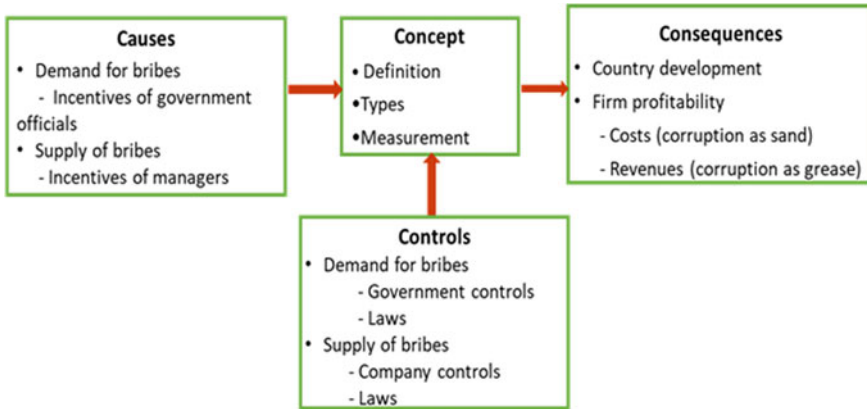 Causes
• Demand for bribes
- Incentives of government
officials
• Supply of bribes
- Incentives of managers
Concept
• Definition
•Types
•Measurement
Consequences
• Country development
• Firm profitability
- Costs (corruption as sand)
- Revenues (corruption as grease)
Controls
• Demand for bribes
- Government controls
- Laws
• Supply of bribes
- Company controls
- Laws